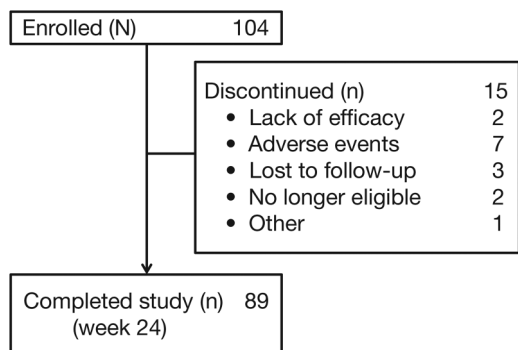 Enrolled (N) 104
Discontinued (n) 15
• Lack of efficacy 2
• Adverse events 7
• Lost to follow-up 3
• No longer eligible 2
• Other 1
Completed study (n) 89
(week 24)